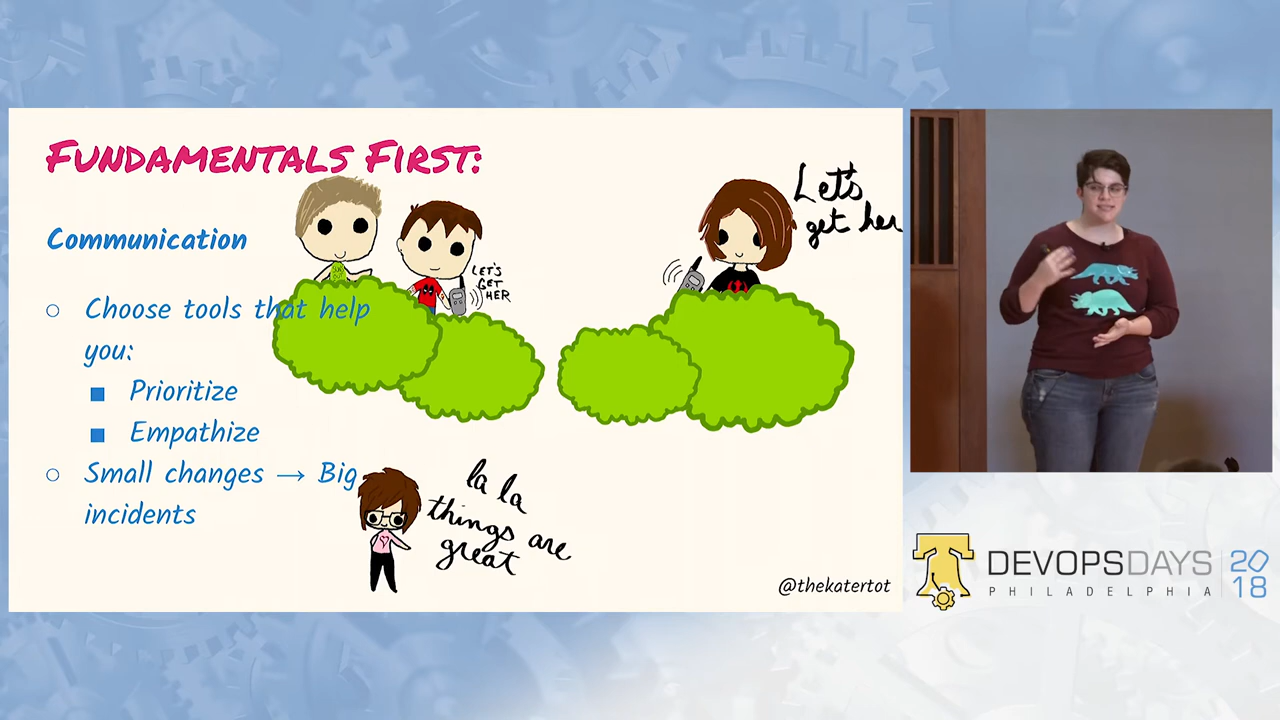 FUNDAMENTALS FIRST:
Communication
○ Choose tools that help
you:
■ Prioritize
■ Empathize
○ Small changes → Big
incidents
LET'S
GET
HER
Let's
get her
la la
things are
great
@thekatertot
DEVOPSDAYS
PHILADELPHIA
20
18